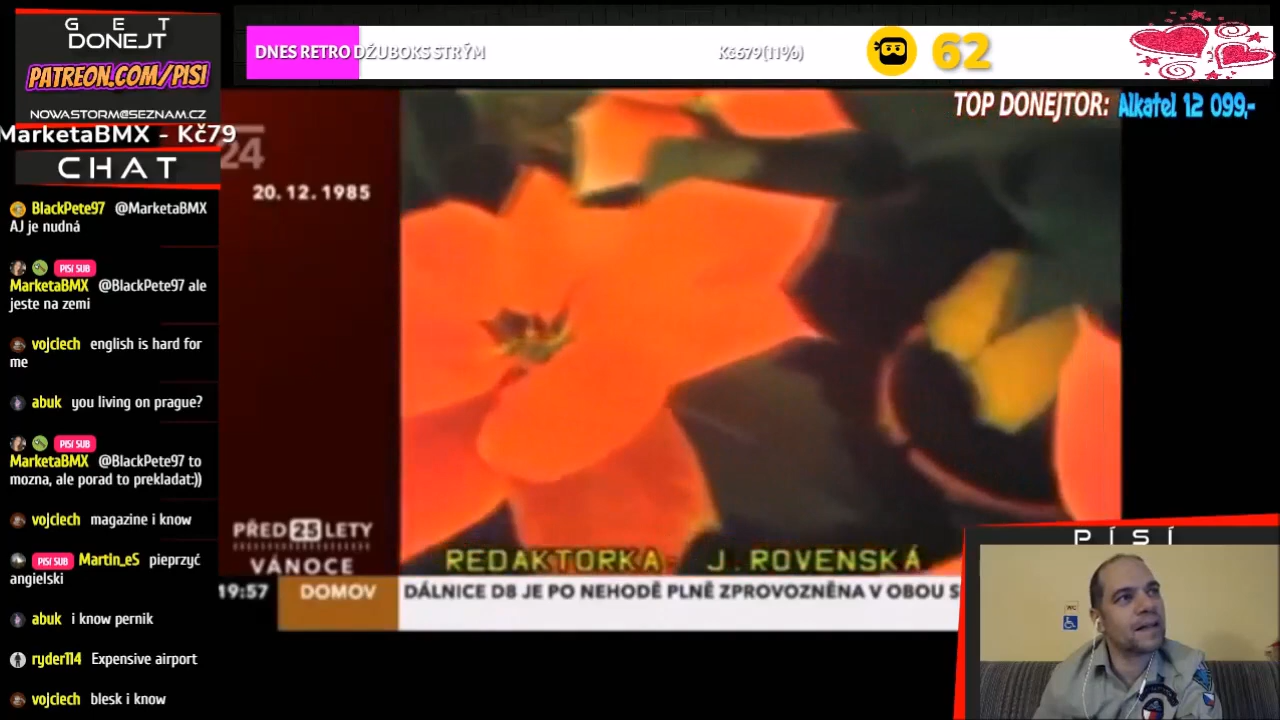 GET
DONEJT
PATREON.COM/PISI
NOWASTORM@SEZNAM.CZ
MarketaBMX - Kč79
CHAT
DNES RETRO DŽUBOKS STRÝM
Kč679(11%)
62
TOP DONEJTOR: Alkatel 12 099,-
24
20.12.1985
BlackPete97 @MarketaBMX
AJ je nudná
PISI SUB
MarketaBMX @BlackPete97 ale
jeste na zemi
vojclech english is hard for
me
abuk you living on prague?
PISI SUB
MarketaBMX @BlackPete97 to
mozna, ale porad to prekladat:))
vojclech magazine i know
PISI SUB Martin_eS pieprzyć
angielski
abuk i know pernik
ryder114 Expensive airport
vojclech blesk i know
PŘED 25 LETY
VÁNOCE
REDAKTORKA- J.ROVENSKÁ
19:57 DOMOV DÁLNICE D8 JE PO NEHODĚ PLNĚ ZPROVOZNĚNA V OBOU S
PÍSÍ
WC